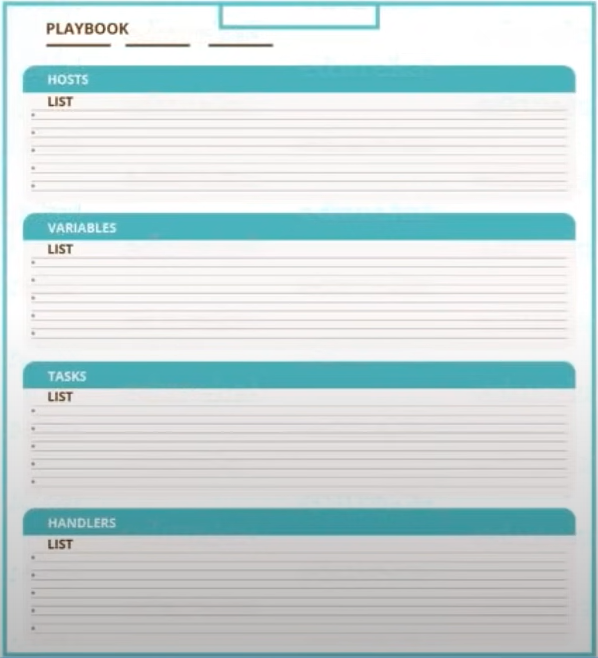 PLAYBOOK
HOSTS
LIST
VARIABLES
LIST
TASKS
LIST
HANDLERS
LIST